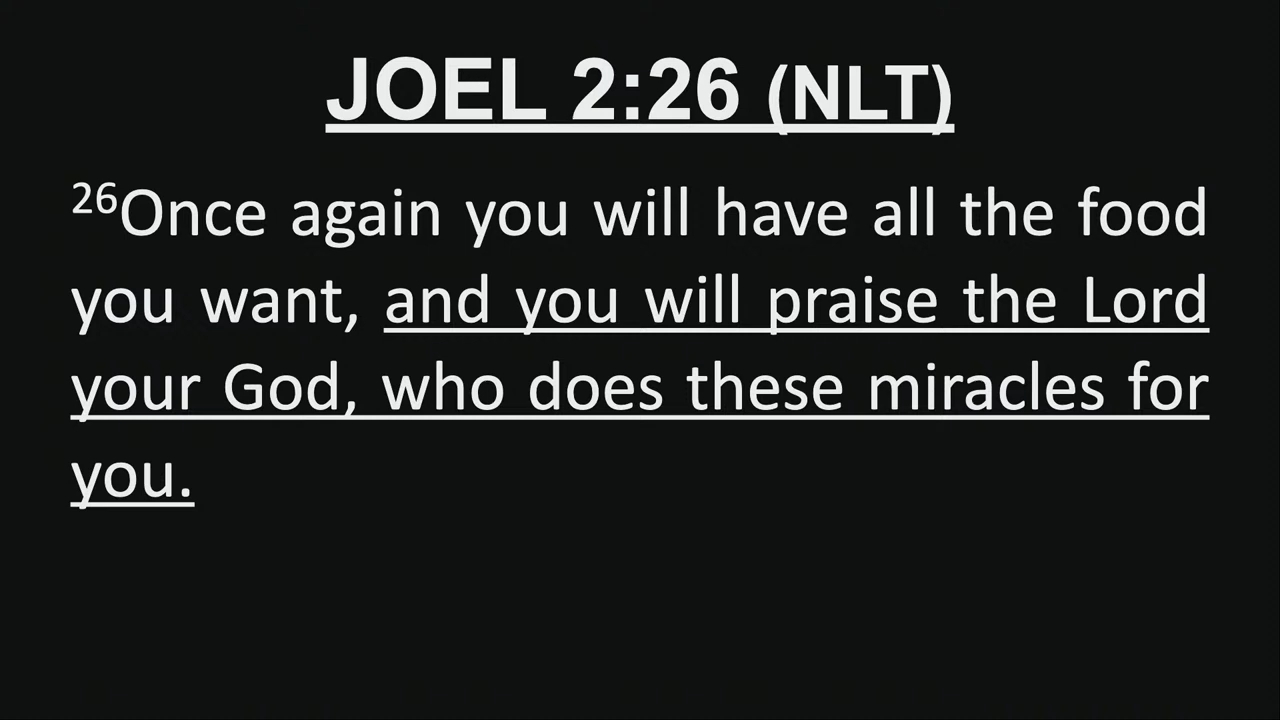 JOEL 2:26 (NLT)
26Once again you will have all the food
you want, and you will praise the Lord
your God, who does these miracles for
you.